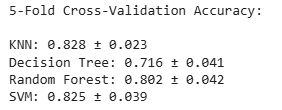 5-Fold Cross-Validation Accuracy:

KNN: 0.828 ± 0.023
Decision Tree: 0.716 ± 0.041
Random Forest: 0.802 ± 0.042
SVM: 0.825 ± 0.039